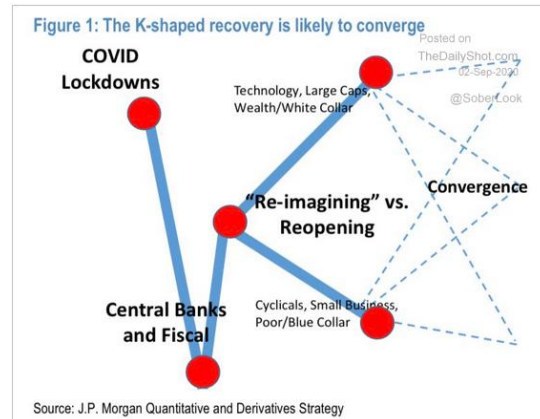 Figure 1: The K-shaped recovery is likely to converge
Posted on
TheDailyShot.com
02-Sep-2020
@SoberLook
COVID
Lockdowns
Technology, Large Caps,
Wealth/White Collar
Convergence
"Re-imagining" vs.
Reopening
Central Banks
and Fiscal
Cyclicals, Small Business,
Poor/Blue Collar
Source: J.P. Morgan Quantitative and Derivatives Strategy